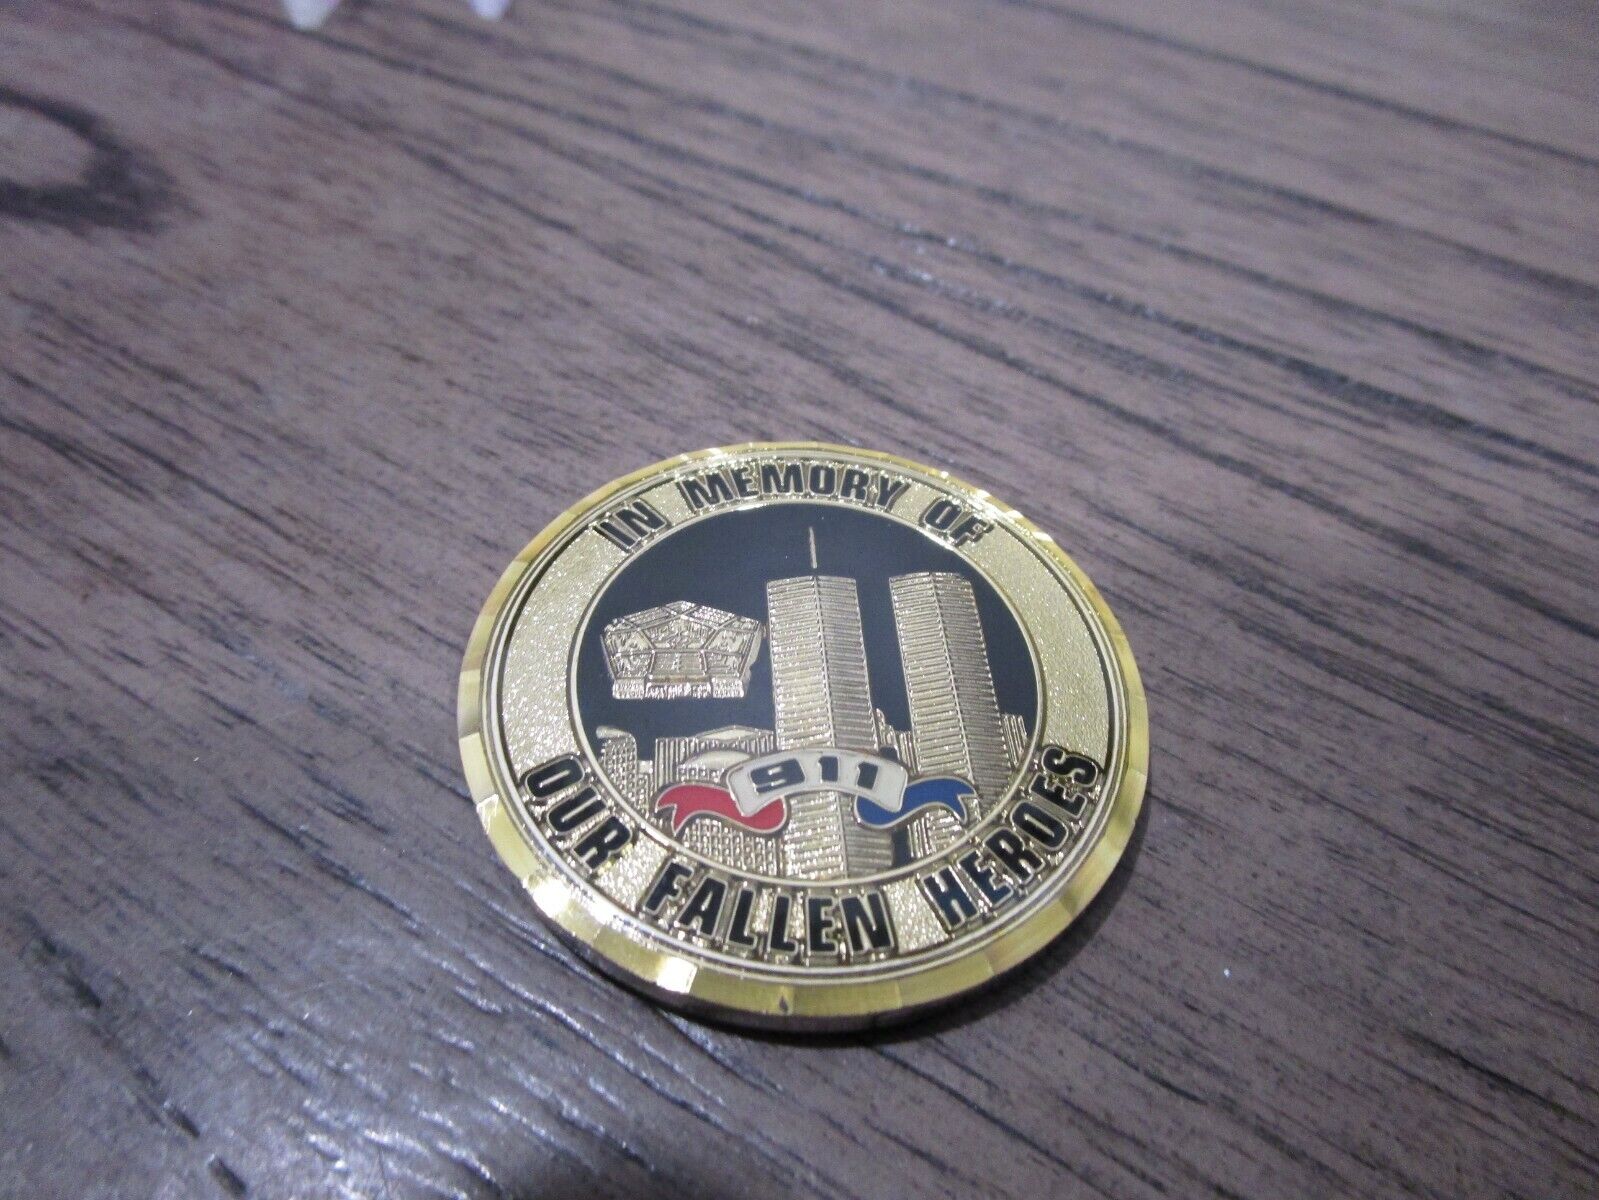 IN MEMORY OF
911
OUR FALLEN HEROES